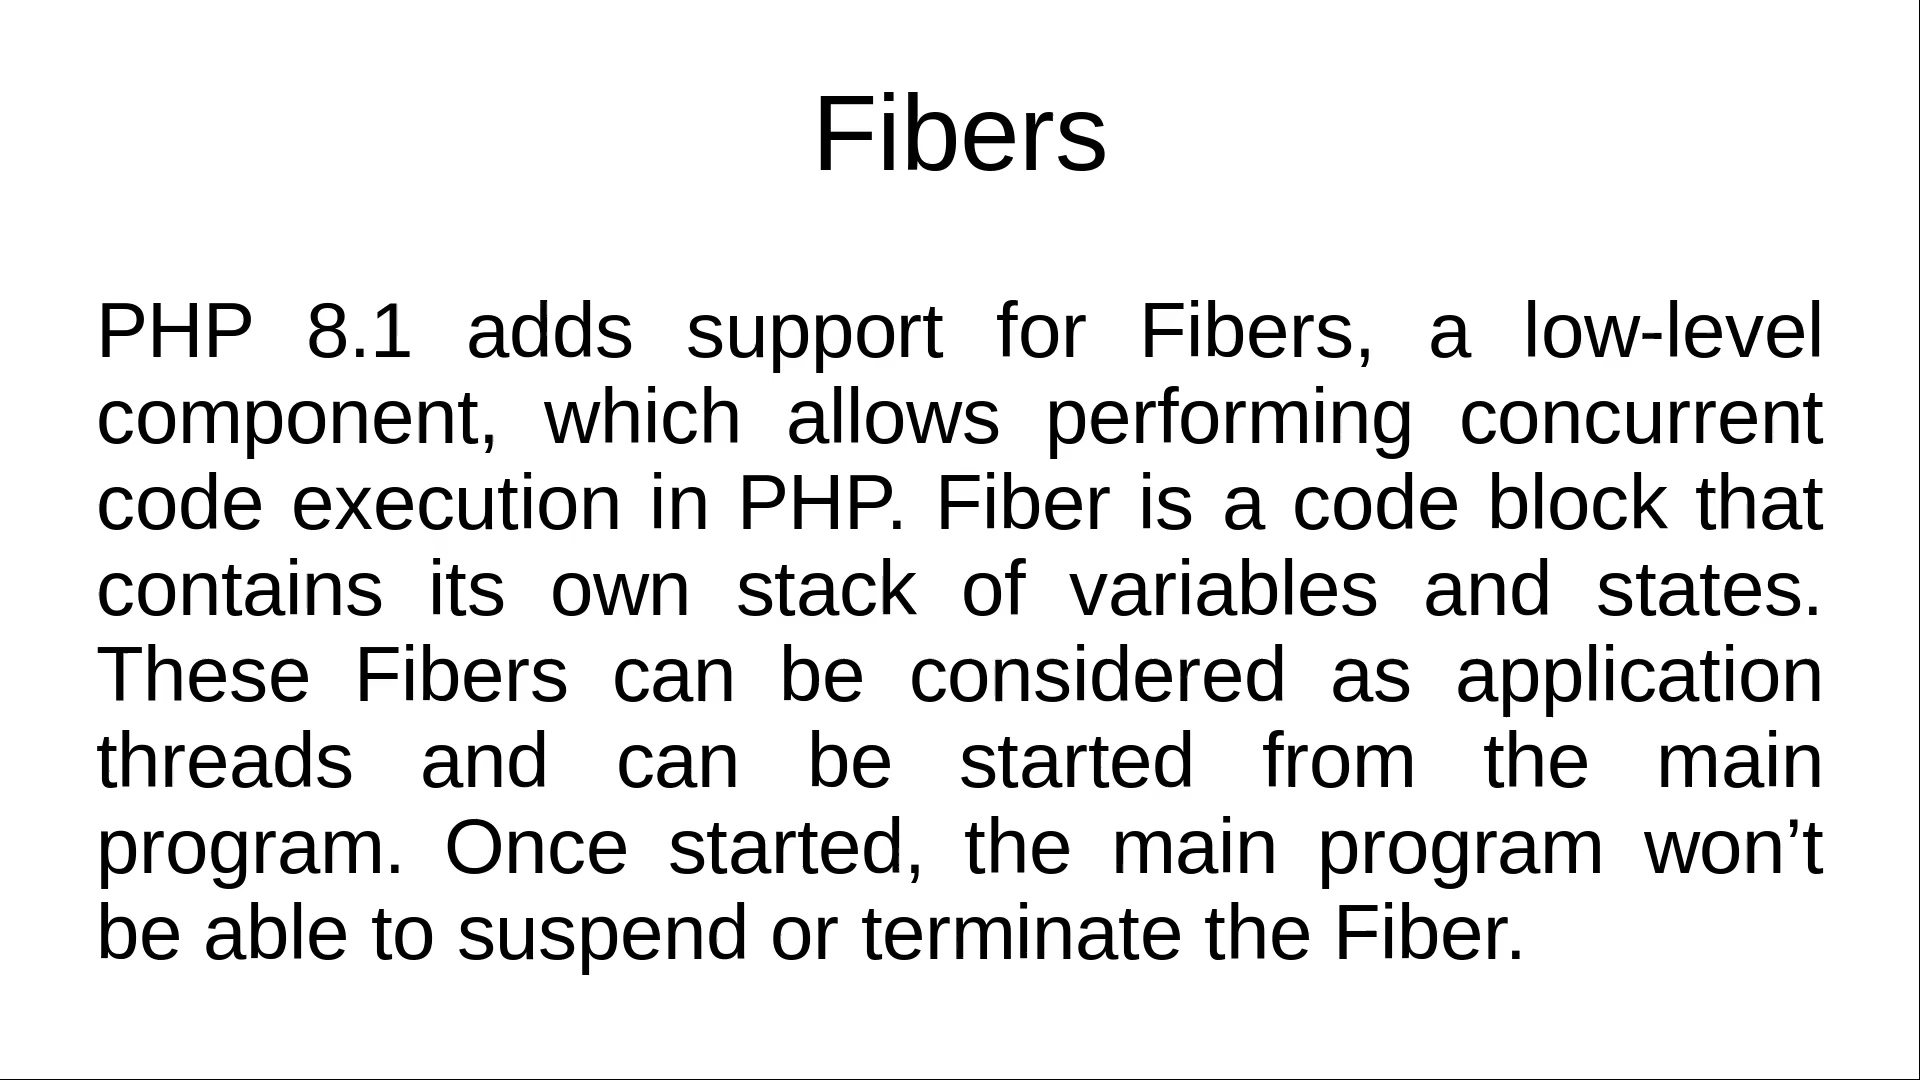 Fibers
PHP 8.1 adds support for Fibers, a low-level
component, which allows performing concurrent
code execution in PHP. Fiber is a code block that
contains its own stack of variables and states.
These Fibers can be considered as application
threads and can be started from the main
program. Once started, the main program won’t
be able to suspend or terminate the Fiber.